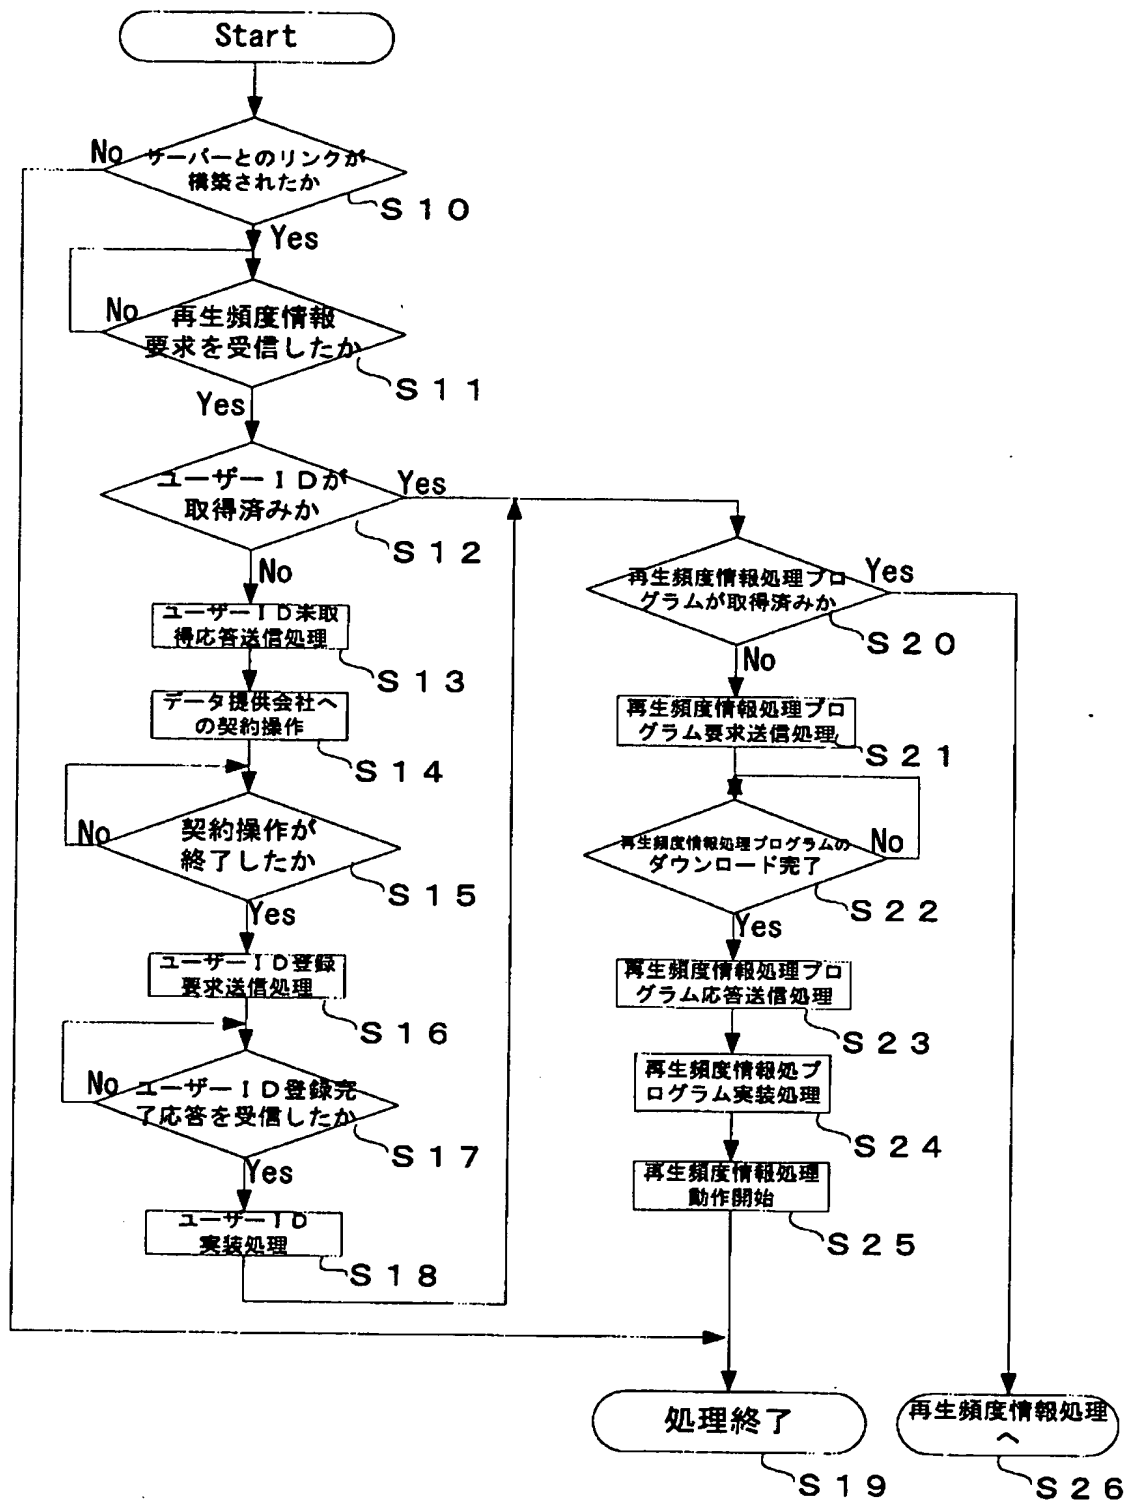 Start
No
サーバーとのリンクが
構築されたか
S10
Yes
No
再生頻度情報
要求を受信したか
S11
Yes
ユーザーIDが
取得済みか
Yes
S12
No
ユーザーID未取
得応答送信処理
S13
データ提供会社へ
の契約操作
S14
No
契約操作が
終了したか
S15
Yes
ユーザーID登録
要求送信処理
S16
No
ユーザーID登録完
了応答を受信したか
S17
Yes
ユーザーID
実装処理
S18
再生頻度情報処理プロ
グラムが取得済みか
Yes
S20
No
再生頻度情報処理プロ
グラム要求送信処理
S21
再生頻度情報処理プログラムの
ダウンロード完了
No
S22
Yes
再生頻度情報処理プロ
グラム応答送信処理
S23
再生頻度情報処プ
ログラム実装処理
S24
再生頻度情報処理
動作開始
S25
処理終了
S19
再生頻度情報処理
へ
S26